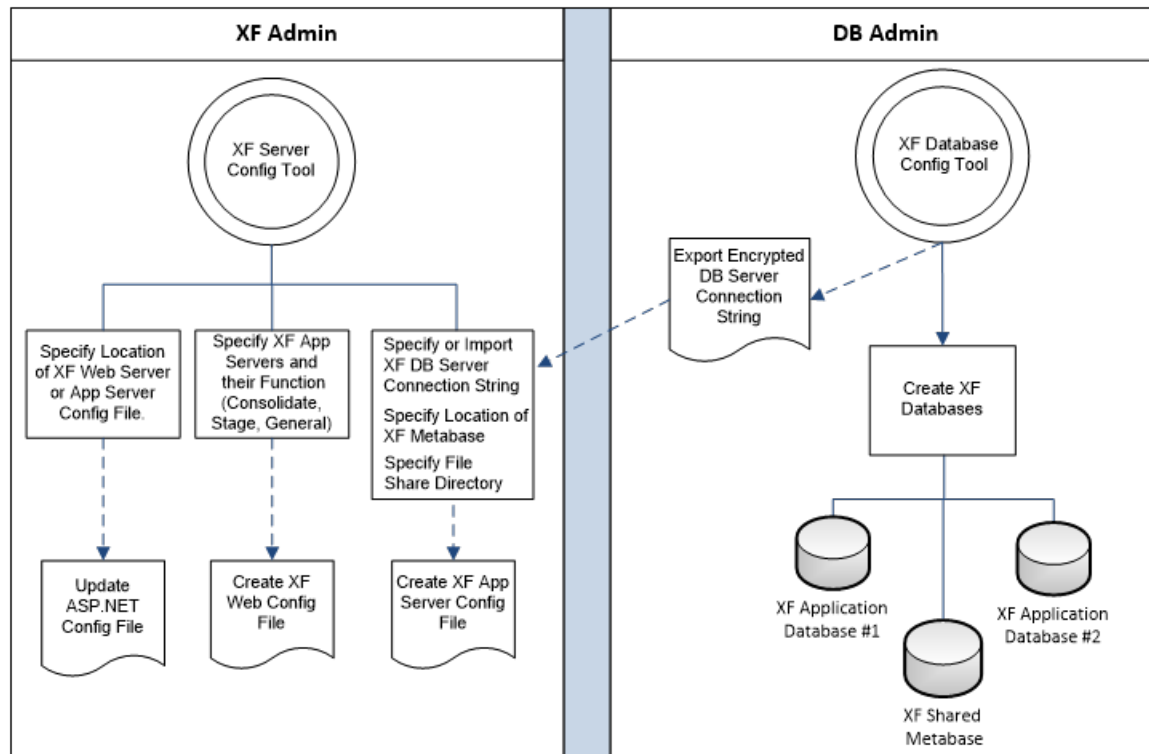 XF Admin
XF Server
Config Tool
Specify Location
of XF Web Server
or App Server
Config File.
Specify XF App
Servers and
their Function
(Consolidate,
Stage, General)
Specify or Import
XF DB Server
Connection String
Specify Location of
XF Metabase
Specify File
Share Directory
Update
ASP.NET
Config File
Create XF
Web Config
File
Create XF App
Server Config
File
DB Admin
XF Database
Config Tool
Export Encrypted
DB Server
Connection
String
Create XF
Databases
XF Application
Database #1
XF Application
Database #2
XF Shared
Metabase